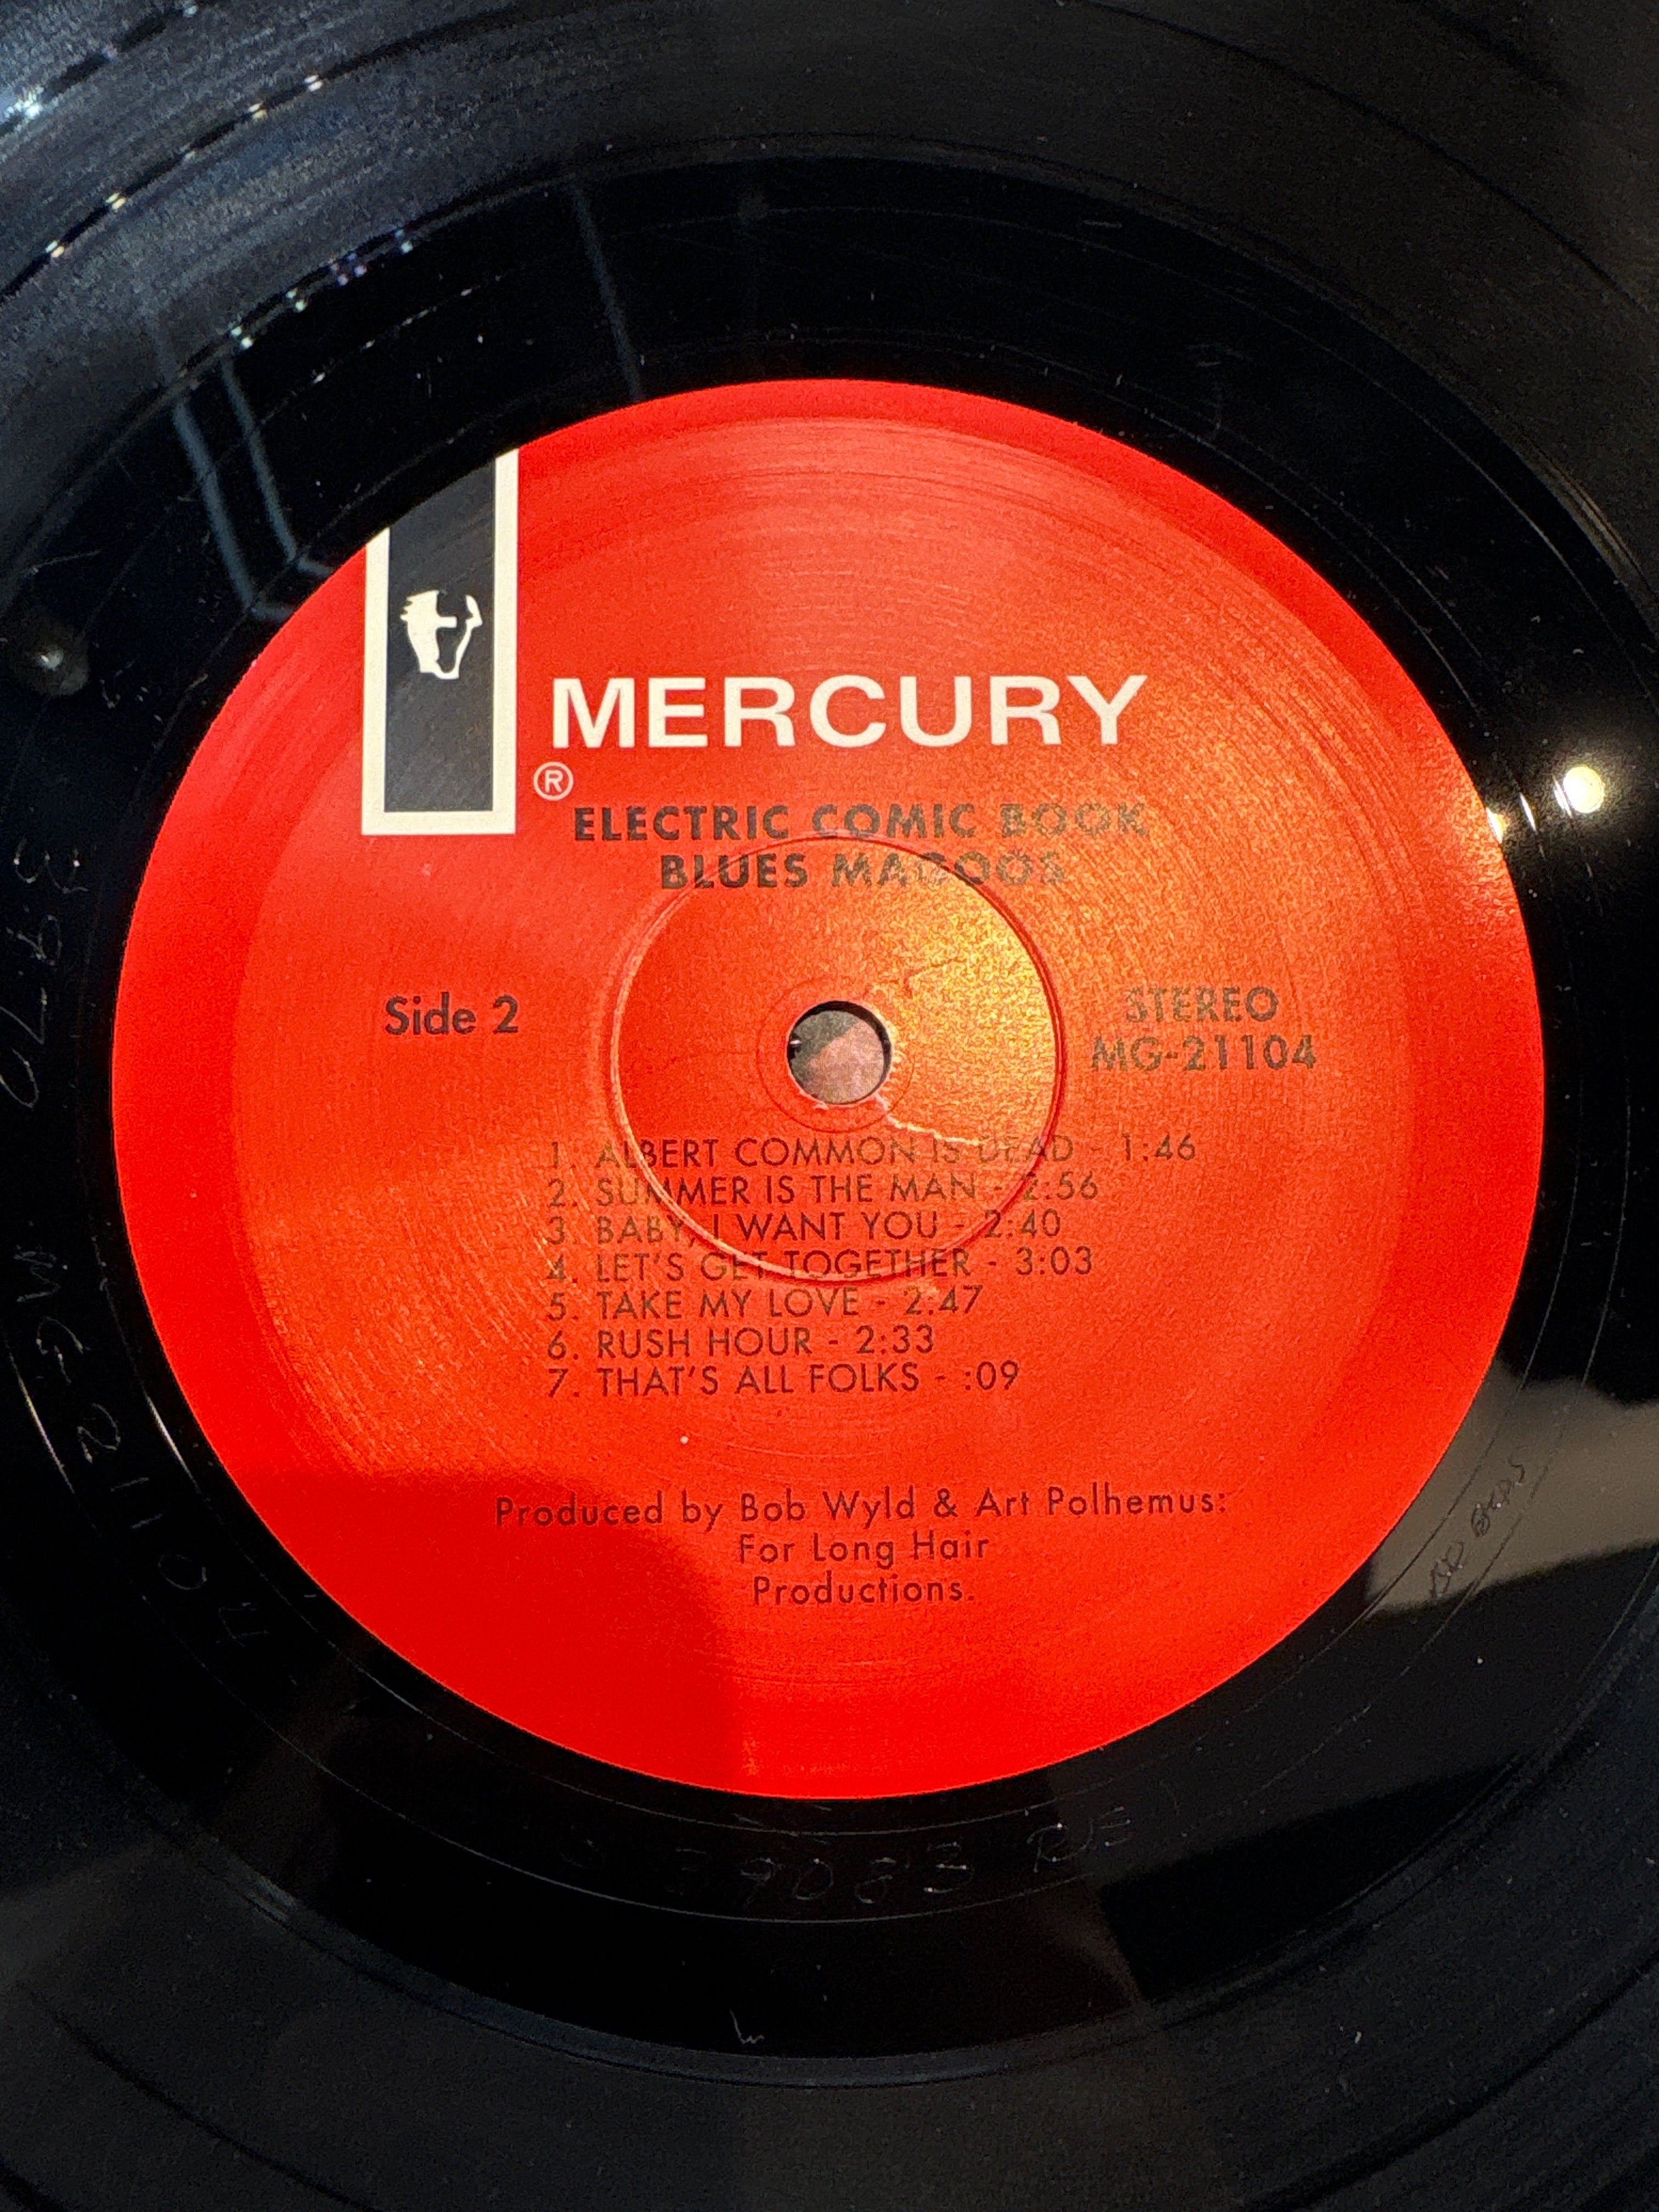 MERCURY
®
ELECTRIC COMIC BOOK
BLUES MAGOOS
Side 2
STEREO
MG-21104
1. ALBERT COMMON IS DEAD - 1:46
2. SUMMER IS THE MAN - 2:56
3. BABY, I WANT YOU - 2:40
4. LET'S GET TOGETHER - 3:03
5. TAKE MY LOVE - 2:47
6. RUSH HOUR - 2:33
7. THAT'S ALL FOLKS - :09
Produced by Bob Wyld & Art Polhemus:
For Long Hair
Productions.